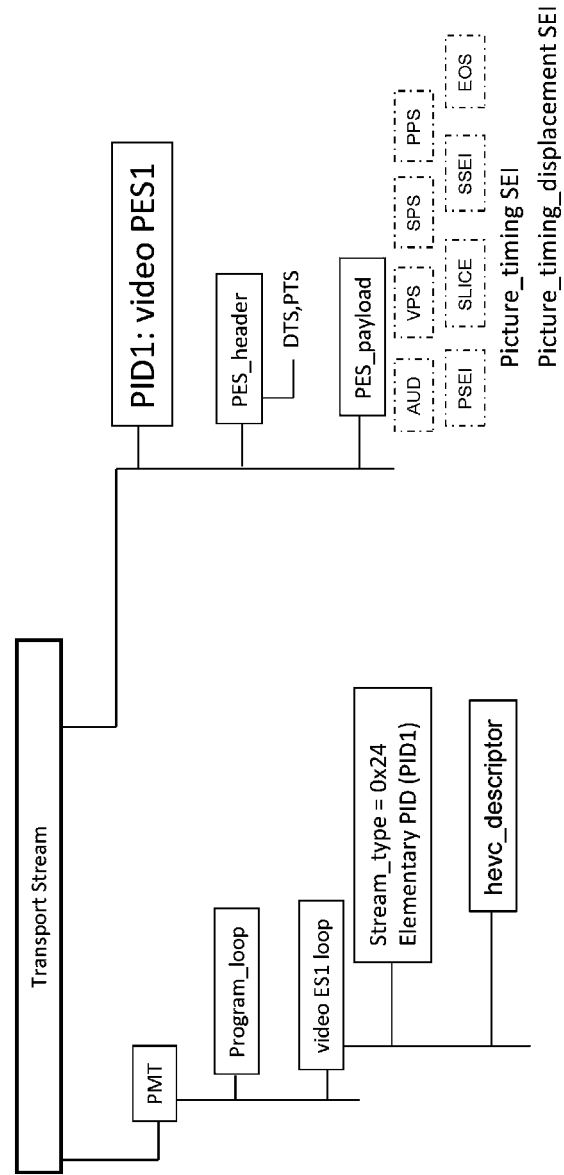 Transport Stream
PMT
Program_loop
video ES1 loop
Stream_type = 0x24
Elementary PID (PID1)
hevc_descriptor
PID1: video PES1
PES_header
DTS,PTS
PES_payload
AUD VPS SPS PPS
PSEI SLICE SSEI EOS
Picture_timing SEI
Picture_timing_displacement SEI